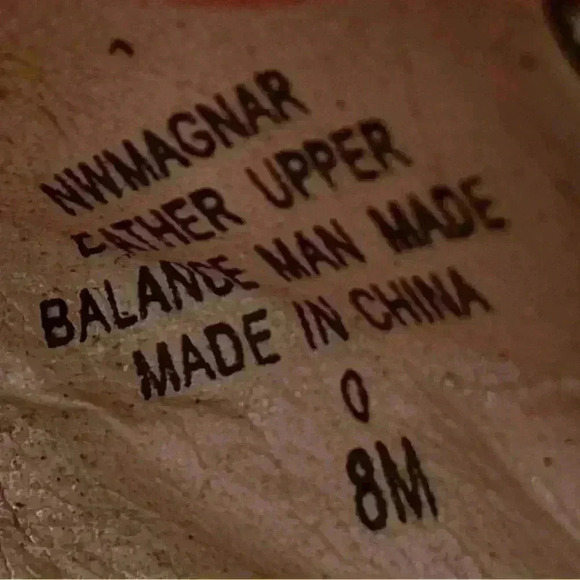 NWMAGNAR
EATHER UPPER
BALANCE MAN MADE
MADE IN CHINA
0
8M